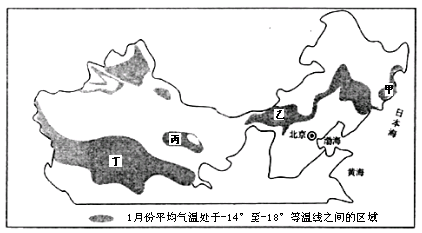 甲
乙
日本海
丙
北京
渤海
丁
黄海
1月份平均气温处于-14°至-18°等温线之间的区域